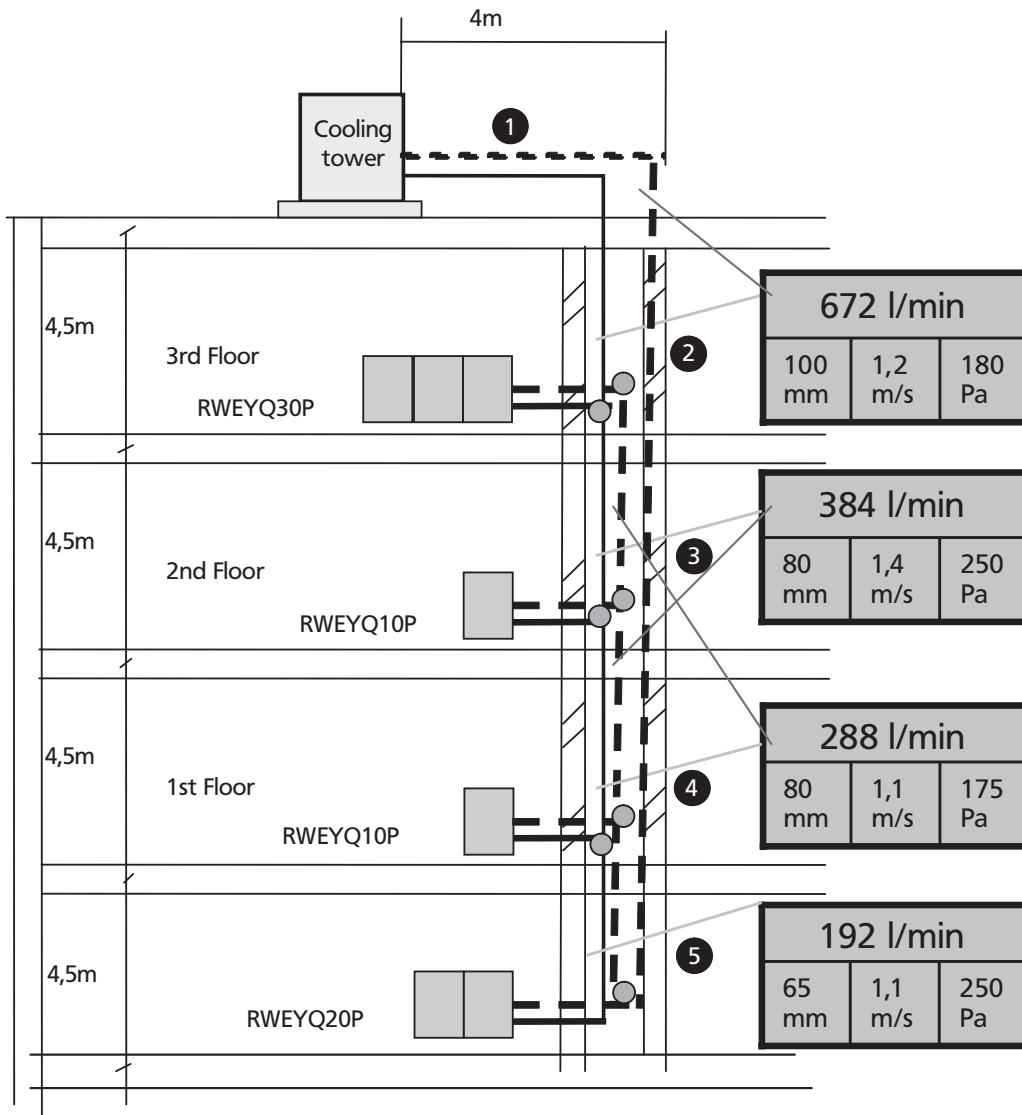 4m
Cooling
tower
1
4,5m
3rd Floor
RWEYQ30P
2
672 l/min
100
mm
1,2
m/s
180
Pa
4,5m
2nd Floor
RWEYQ10P
3
384 l/min
80
mm
1,4
m/s
250
Pa
4,5m
1st Floor
RWEYQ10P
4
288 l/min
80
mm
1,1
m/s
175
Pa
4,5m
RWEYQ20P
5
192 l/min
65
mm
1,1
m/s
250
Pa